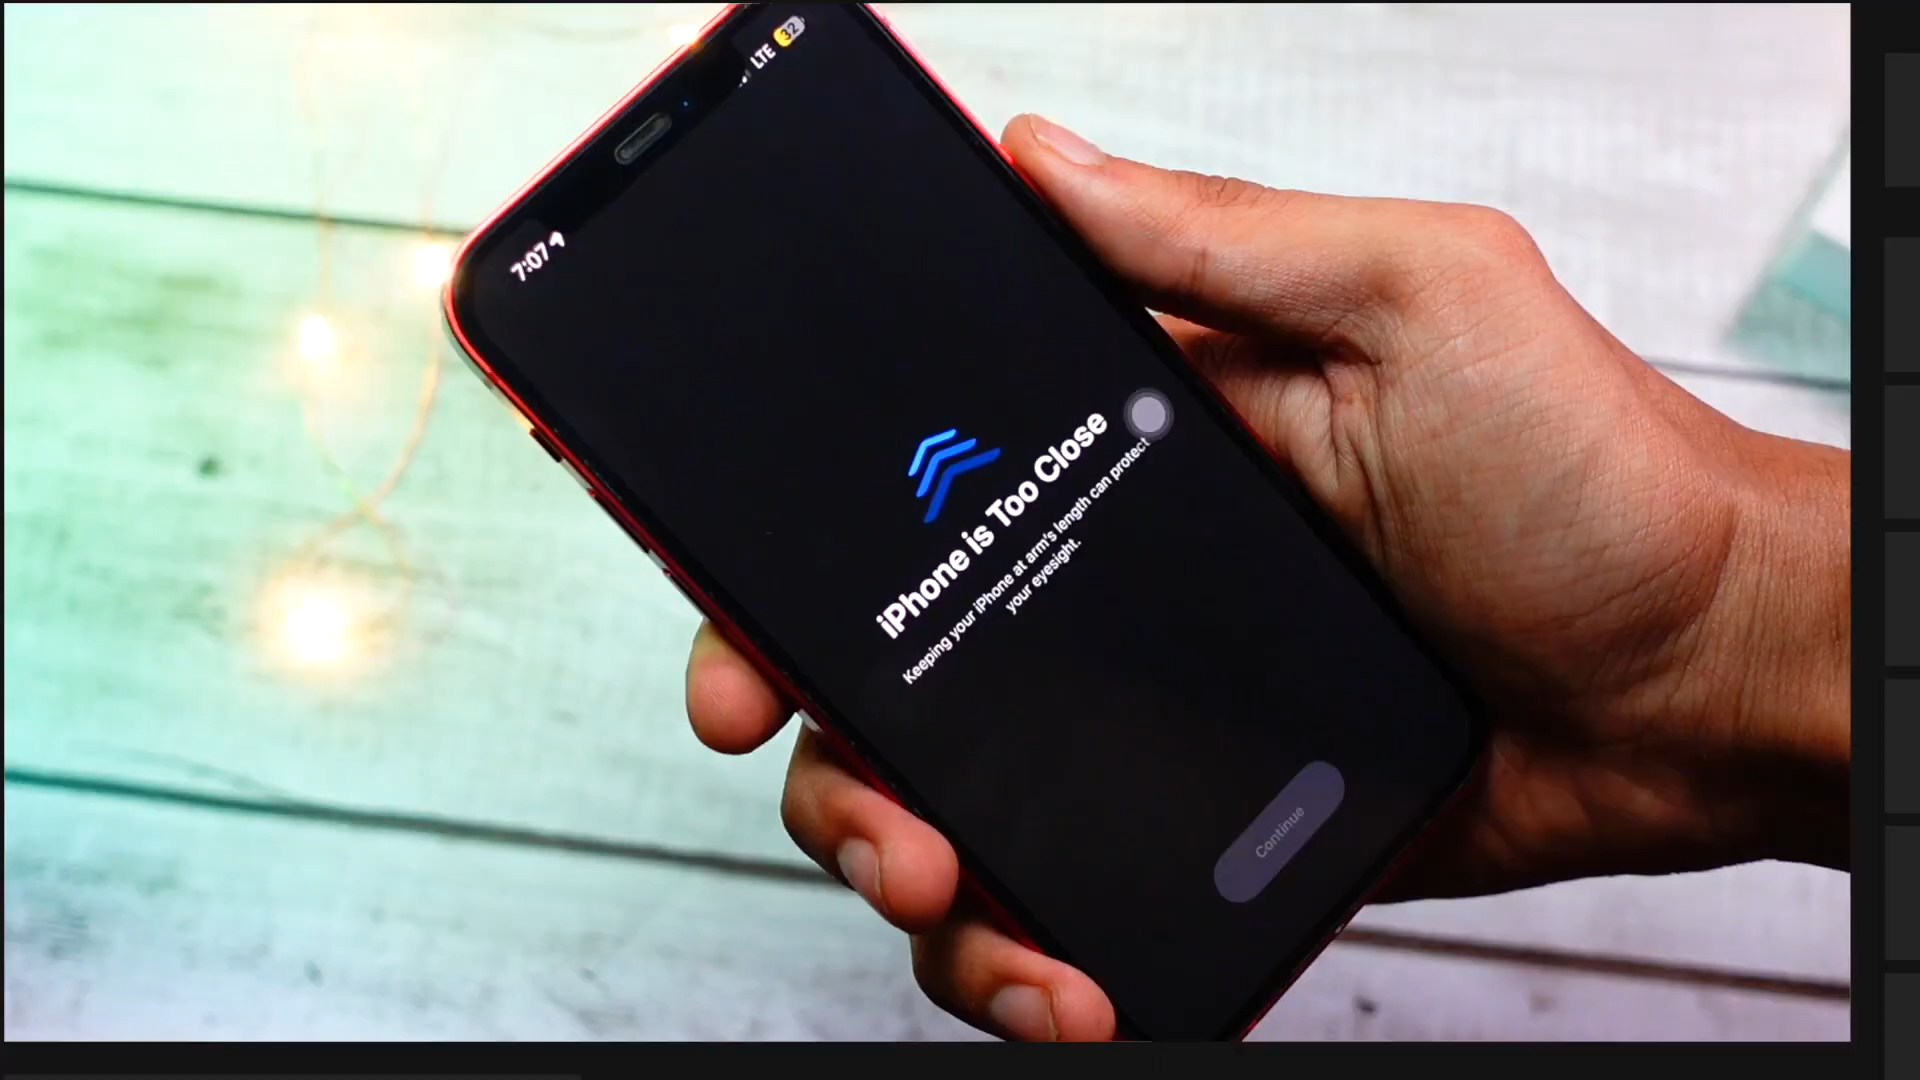 7:07
LTE 32
iPhone is Too Close
Keeping your iPhone at arm's length can protect
your eyesight.
Continue